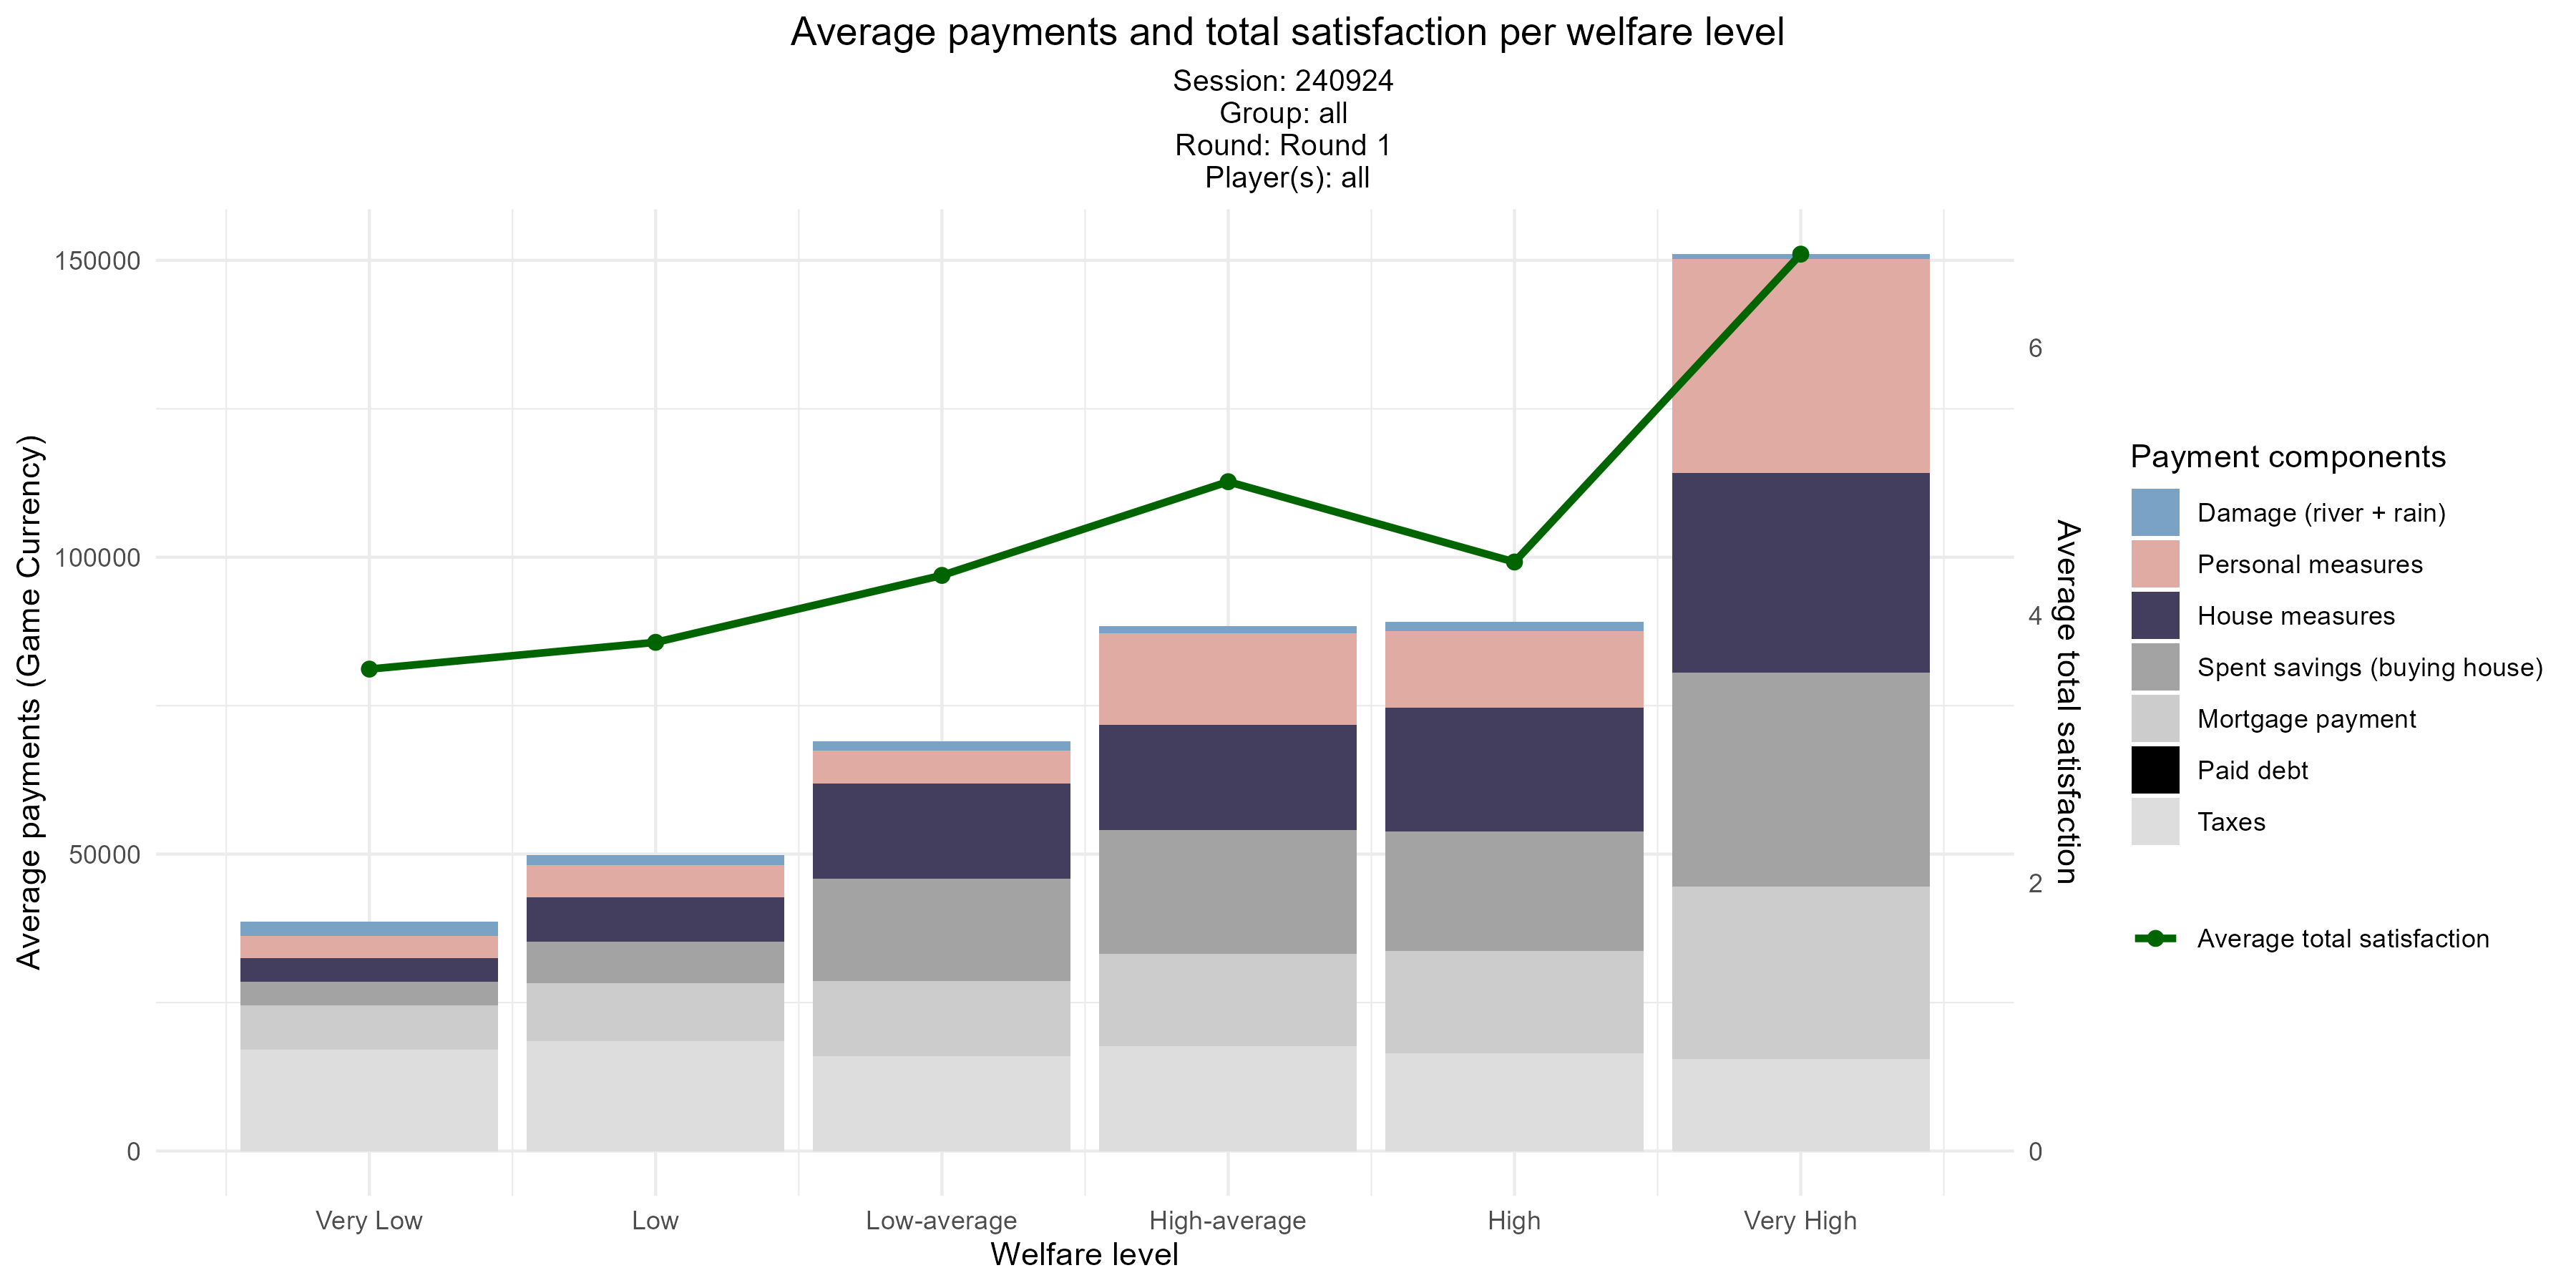 Average payments and total satisfaction per welfare level
Session: 240924
Group: all
Round: Round 1
Player(s): all
Average payments (Game Currency)
150000
100000
50000
0
6
4
2
0
Average total satisfaction
Very Low
Low
Low-average
High-average
High
Very High
Welfare level
Payment components
Damage (river + rain)
Personal measures
House measures
Spent savings (buying house)
Mortgage payment
Paid debt
Taxes
Average total satisfaction